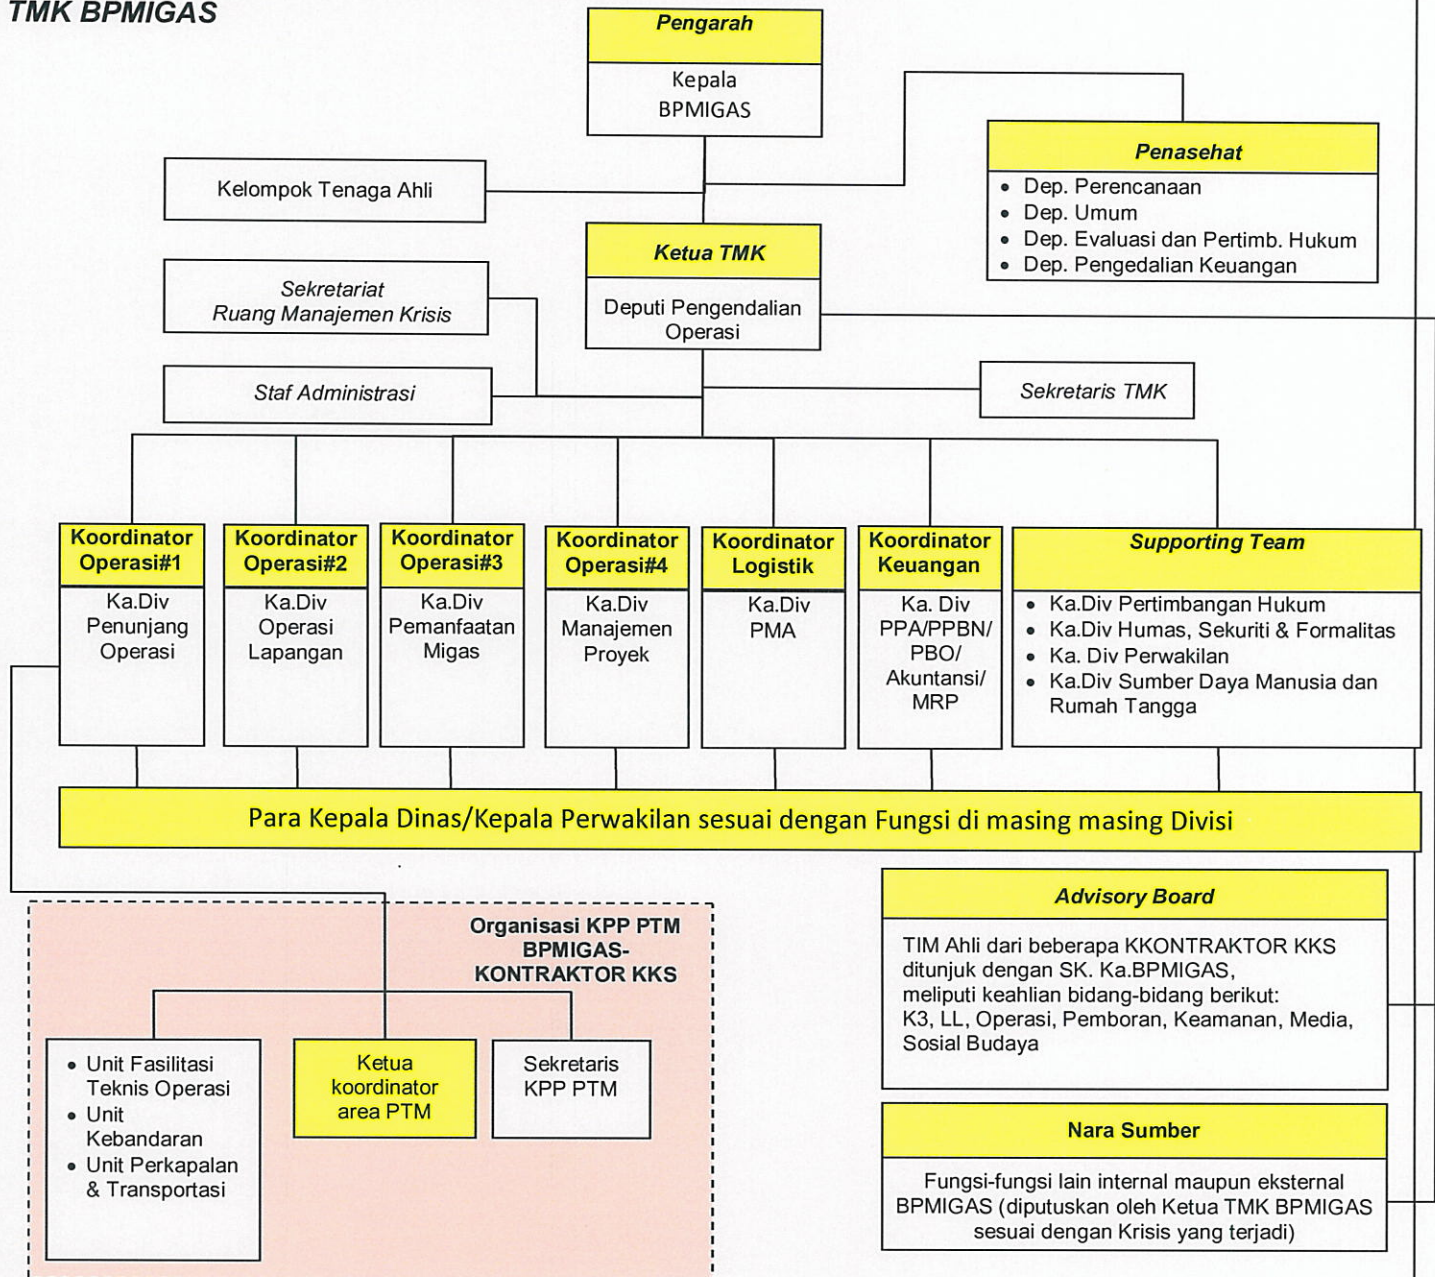 TMK BPMIGAS
Pengarah
Kepala
BPMIGAS
Kelompok Tenaga Ahli
Penasehat
• Dep. Perencanaan
• Dep. Umum
• Dep. Evaluasi dan Pertimb. Hukum
• Dep. Pengedalian Keuangan
Ketua TMK
Deputi Pengendalian
Operasi
Sekretariat
Ruang Manajemen Krisis
Staf Administrasi
Sekretaris TMK
Koordinator
Operasi#1
Ka.Div
Penunjang
Operasi
Koordinator
Operasi#2
Ka.Div
Operasi
Lapangan
Koordinator
Operasi#3
Ka.Div
Pemanfaatan
Migas
Koordinator
Operasi#4
Ka.Div
Manajemen
Proyek
Koordinator
Logistik
Ka.Div
PMA
Koordinator
Keuangan
Ka. Div
PPA/PPBN/
PBO/
Akuntansi/
MRP
Supporting Team
• Ka.Div Pertimbangan Hukum
• Ka.Div Humas, Sekuriti & Formalitas
• Ka. Div Perwakilan
• Ka.Div Sumber Daya Manusia dan
Rumah Tangga
Para Kepala Dinas/Kepala Perwakilan sesuai dengan Fungsi di masing masing Divisi
Organisasi KPP PTM
BPMIGAS-
KONTRAKTOR KKS
• Unit Fasilitasi
Teknis Operasi
• Unit
Kebandaran
• Unit Perkapalan
& Transportasi
Ketua
koordinator
area PTM
Sekretaris
KPP PTM
Advisory Board
TIM Ahli dari beberapa KKONTRAKTOR KKS
ditunjuk dengan SK. Ka.BPMIGAS,
meliputi keahlian bidang-bidang berikut:
K3, LL, Operasi, Pemboran, Keamanan, Media,
Sosial Budaya
Nara Sumber
Fungsi-fungsi lain internal maupun eksternal
BPMIGAS (diputuskan oleh Ketua TMK BPMIGAS
sesuai dengan Krisis yang terjadi)